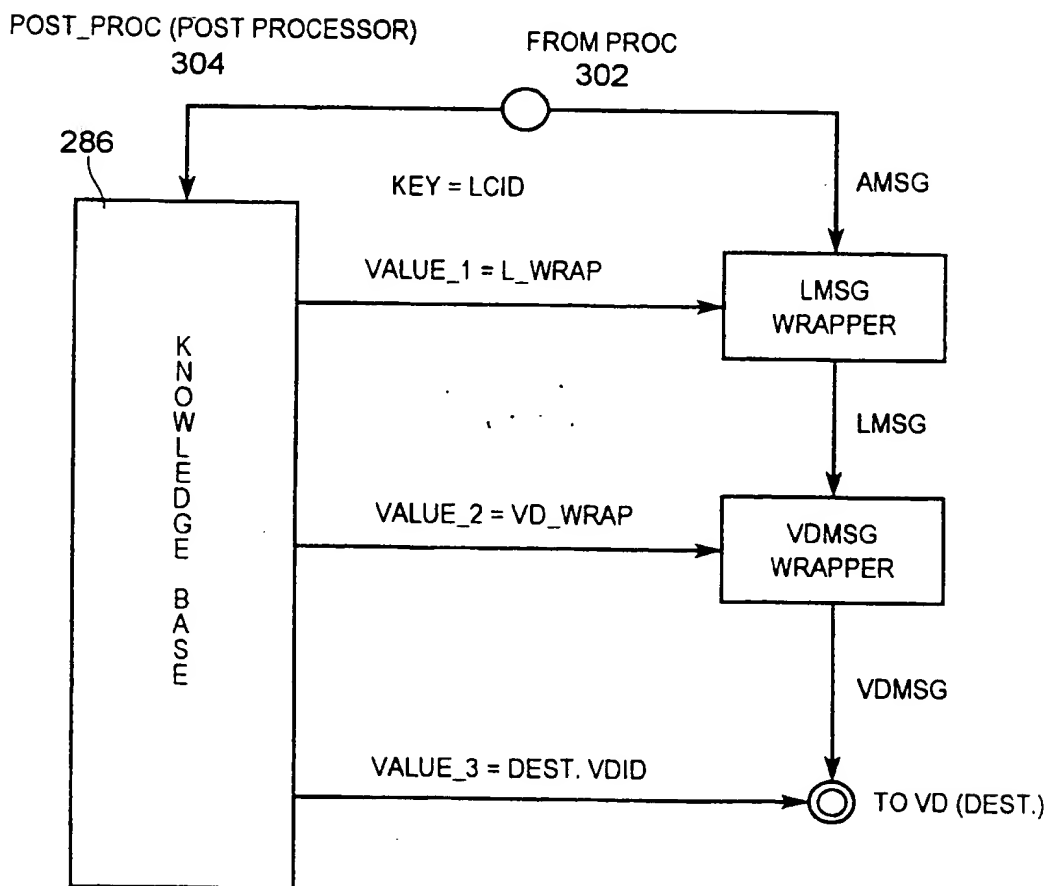 POST_PROC (POST PROCESSOR)
304
FROM PROC
302
286
KEY = LCID
AMSG
VALUE_1 = L_WRAP
LMSG
WRAPPER
KNOWLEDGE BASE
LMSG
VALUE_2 = VD_WRAP
VDMSG
WRAPPER
VDMSG
VALUE_3 = DEST. VDID
TO VD (DEST.)